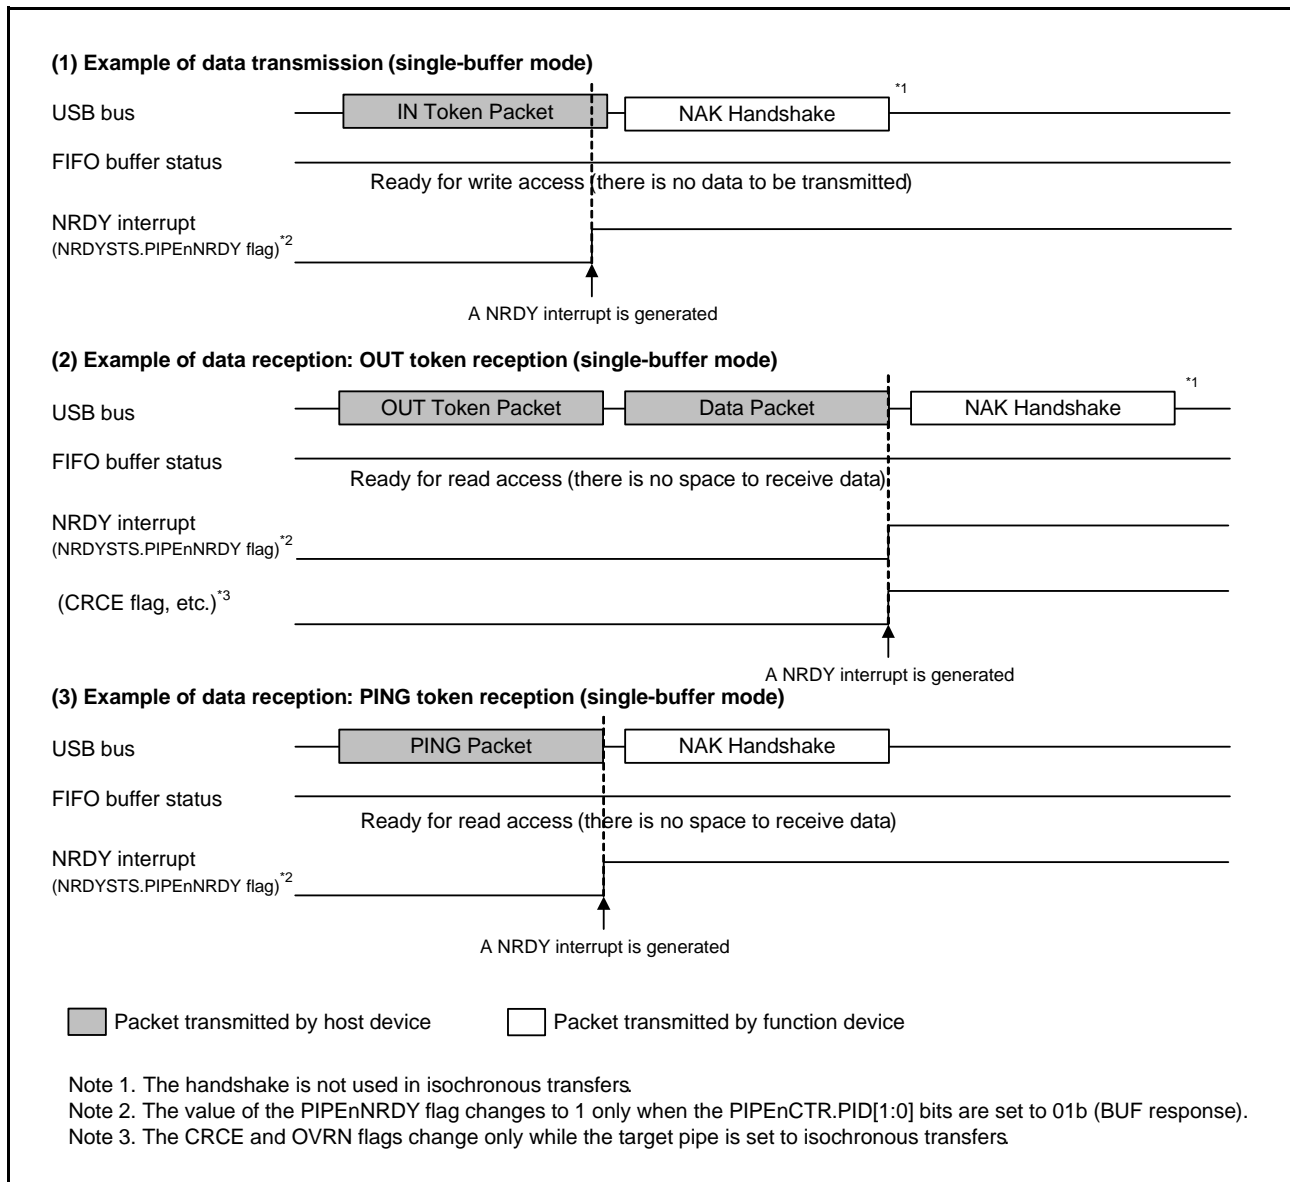 (1) Example of data transmission (single-buffer mode)
USB bus
IN Token Packet
NAK Handshake
*1
FIFO buffer status
Ready for write access (there is no data to be transmitted)
NRDY interrupt
(NRDYSTS.PIPEnNRDY flag)*2
A NRDY interrupt is generated
(2) Example of data reception: OUT token reception (single-buffer mode)
USB bus
OUT Token Packet
Data Packet
NAK Handshake
*1
FIFO buffer status
Ready for read access (there is no space to receive data)
NRDY interrupt
(NRDYSTS.PIPEnNRDY flag)*2
(CRCE flag, etc.)*3
A NRDY interrupt is generated
(3) Example of data reception: PING token reception (single-buffer mode)
USB bus
PING Packet
NAK Handshake
FIFO buffer status
Ready for read access (there is no space to receive data)
NRDY interrupt
(NRDYSTS.PIPEnNRDY flag)*2
A NRDY interrupt is generated
Packet transmitted by host device
Packet transmitted by function device
Note 1. The handshake is not used in isochronous transfers.
Note 2. The value of the PIPEnNRDY flag changes to 1 only when the PIPEnCTR.PID[1:0] bits are set to 01b (BUF response).
Note 3. The CRCE and OVRN flags change only while the target pipe is set to isochronous transfers.